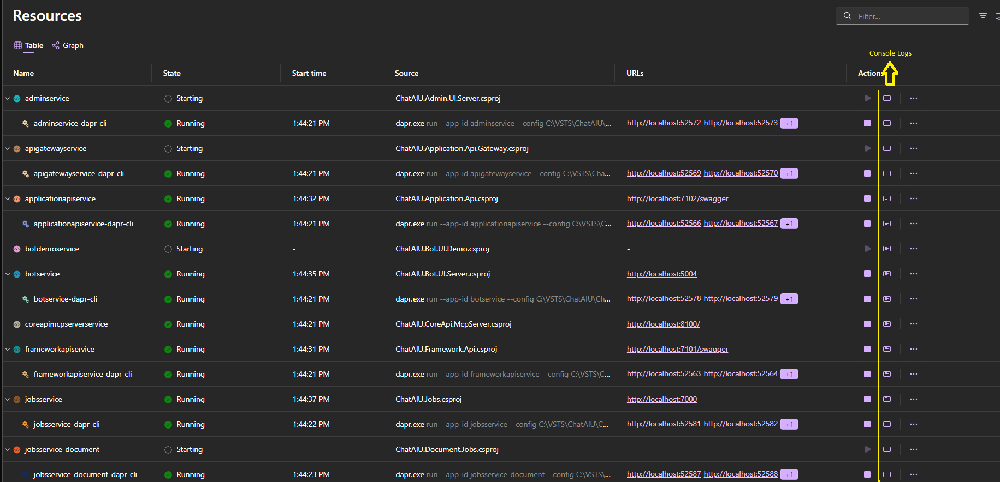 Resources
Filter...
Table Graph
Console Logs
Name State Start time Source URLs Actions
adminservice Starting - ChatAIU.Admin.UI.Server.csproj - ...
adminservice-dapr-cli Running 1:44:21 PM dapr.exe run --app-id adminservice --config C:\VSTS\ChatAIU\... http://localhost:52572 http://localhost:52573 +1 ...
apigatewayservice Starting - ChatAIU.Application.Api.Gateway.csproj - ...
apigatewayservice-dapr-cli Running 1:44:21 PM dapr.exe run --app-id apigatewayservice --config C:\VSTS\Cha... http://localhost:52569 http://localhost:52570 +1 ...
applicationapiservice Running 1:44:32 PM ChatAIU.Application.Api.csproj http://localhost:7102/swagger ...
applicationapiservice-dapr-cli Running 1:44:21 PM dapr.exe run --app-id applicationapiservice --config C:\VSTS\C... http://localhost:52566 http://localhost:52567 +1 ...
botdemoservice Starting - ChatAIU.Bot.UI.Demo.csproj - ...
botservice Running 1:44:35 PM ChatAIU.Bot.UI.Server.csproj http://localhost:5004 ...
botservice-dapr-cli Running 1:44:21 PM dapr.exe run --app-id botservice --config C:\VSTS\ChatAIU\Ch... http://localhost:52578 http://localhost:52579 +1 ...
coreapimcpserverservice Running 1:44:21 PM ChatAIU.CoreApi.McpServer.csproj http://localhost:8100/ ...
frameworkapiservice Running 1:44:31 PM ChatAIU.Framework.Api.csproj http://localhost:7101/swagger ...
frameworkapiservice-dapr-cli Running 1:44:21 PM dapr.exe run --app-id frameworkapiservice --config C:\VSTS\C... http://localhost:52563 http://localhost:52564 +1 ...
jobsservice Running 1:44:37 PM ChatAIU.Jobs.csproj http://localhost:7000 ...
jobsservice-dapr-cli Running 1:44:22 PM dapr.exe run --app-id jobsservice --config C:\VSTS\ChatAIU\C... http://localhost:52581 http://localhost:52582 +1 ...
jobsservice-document Starting - ChatAIU.Document.Jobs.csproj - ...
jobsservice-document-dapr-cli Running 1:44:23 PM dapr.exe run --app-id jobsservice-document --config C:\VSTS\... http://localhost:52587 http://localhost:52588 +1 ...